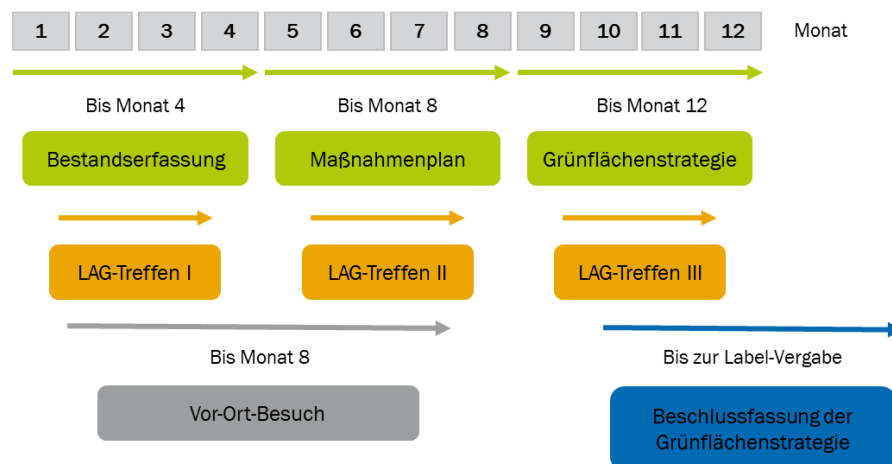 1 2 3 4 5 6 7 8 9 10 11 12 Monat
Bis Monat 4 Bis Monat 8 Bis Monat 12
Bestandserfassung Maßnahmenplan Grünflächenstrategie
LAG-Treffen I LAG-Treffen II LAG-Treffen III
Bis Monat 8 Bis zur Label-Vergabe
Vor-Ort-Besuch
Beschlussfassung der
Grünflächenstrategie